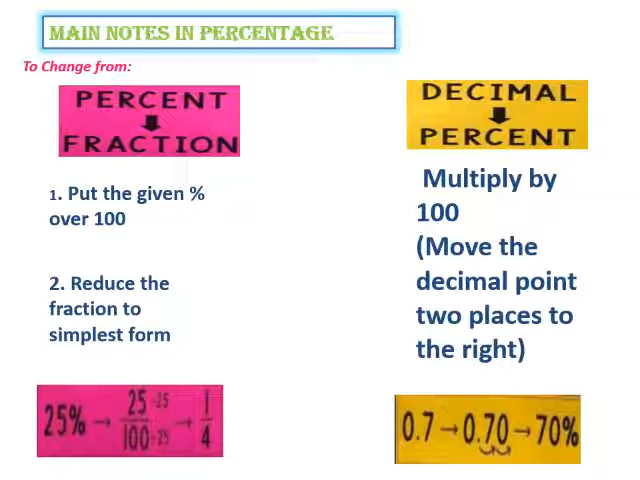 MAIN NOTES IN PERCENTAGE
To Change from:
PERCENT
FRACTION
1. Put the given %
over 100
2. Reduce the
fraction to
simplest form
25% → 25/100 ÷25/÷25 → 1/4
DECIMAL
PERCENT
Multiply by
100
(Move the
decimal point
two places to
the right)
0.7 → 0.70 → 70%